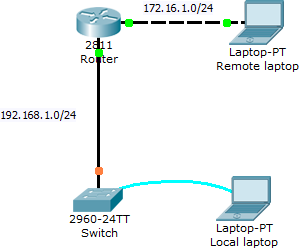 172.16.1.0/24
2811
Router
Laptop-PT
Remote laptop
192.168.1.0/24
2960-24TT
Switch
Laptop-PT
Local laptop